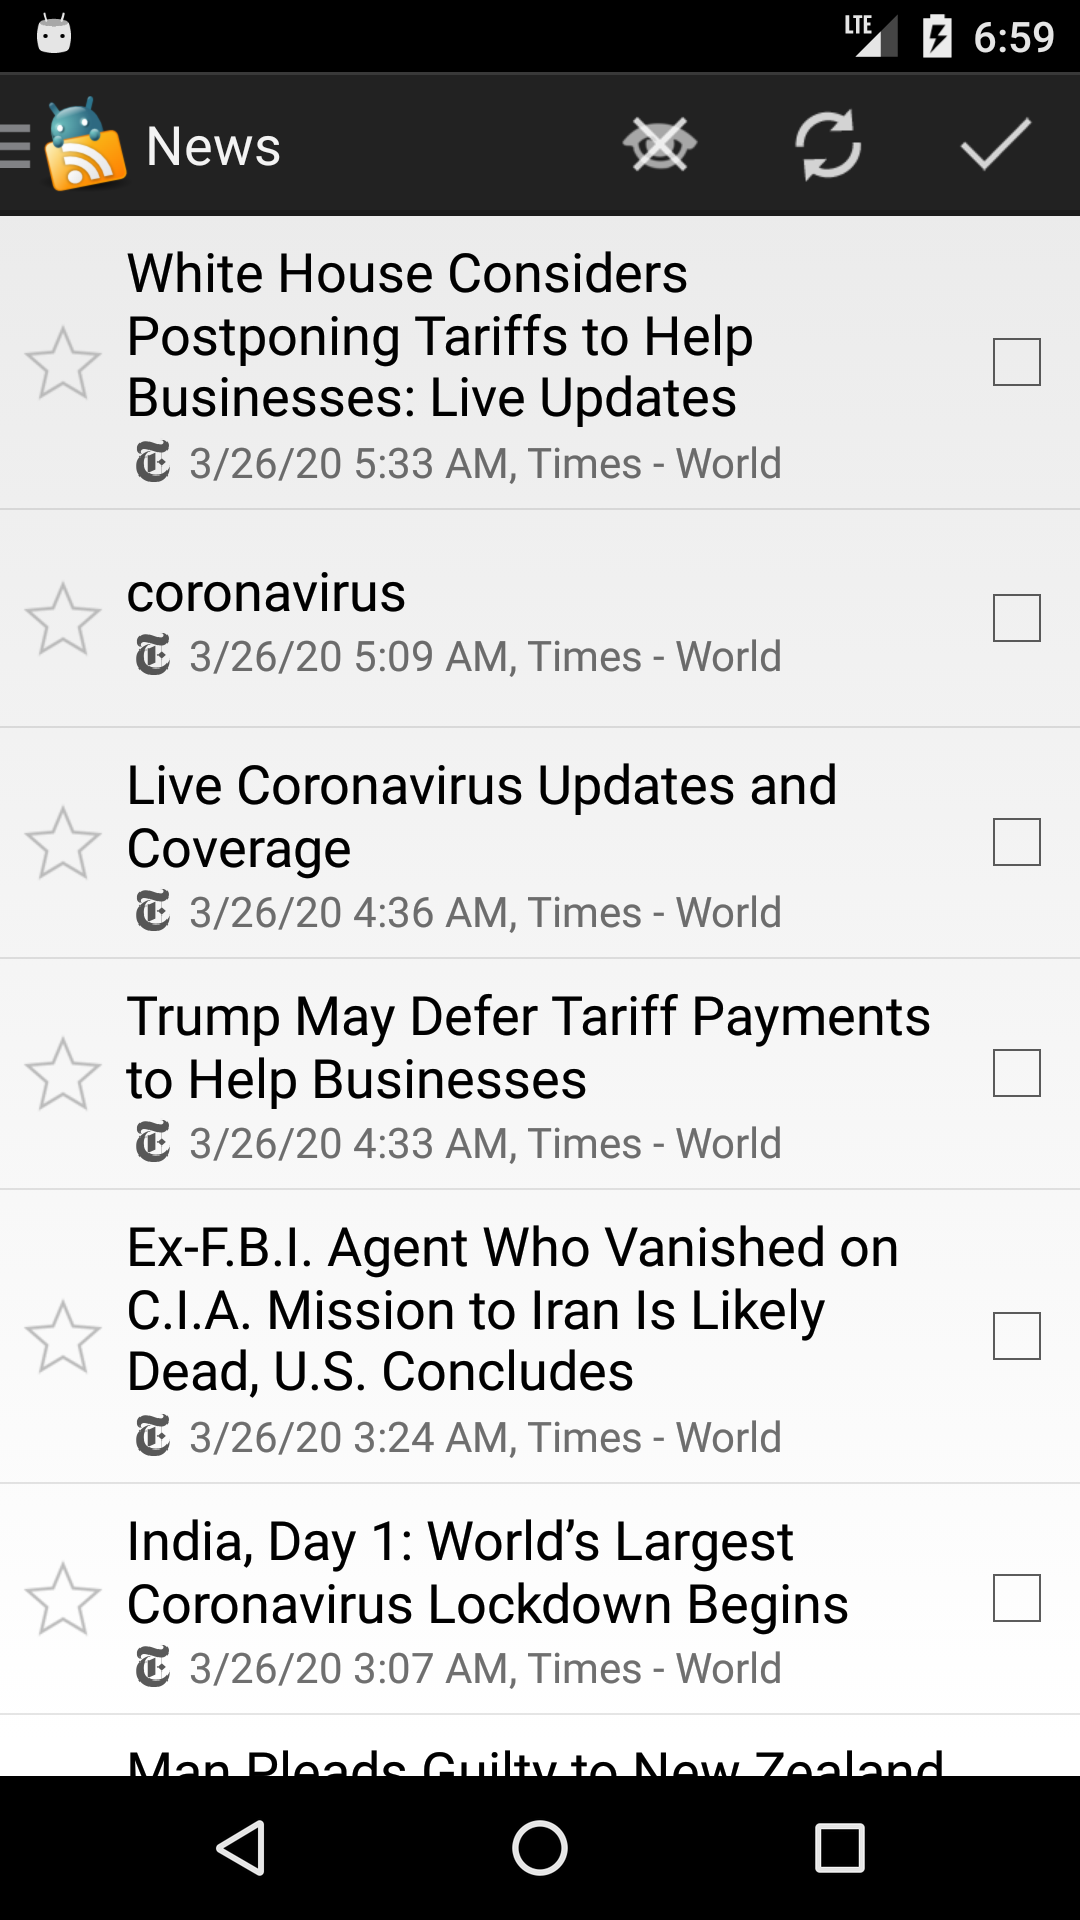 LTE 6:59
News
White House Considers
Postponing Tariffs to Help
Businesses: Live Updates
T 3/26/20 5:33 AM, Times - World
coronavirus
T 3/26/20 5:09 AM, Times - World
Live Coronavirus Updates and
Coverage
T 3/26/20 4:36 AM, Times - World
Trump May Defer Tariff Payments
to Help Businesses
T 3/26/20 4:33 AM, Times - World
Ex-F.B.I. Agent Who Vanished on
C.I.A. Mission to Iran Is Likely
Dead, U.S. Concludes
T 3/26/20 3:24 AM, Times - World
India, Day 1: World’s Largest
Coronavirus Lockdown Begins
T 3/26/20 3:07 AM, Times - World
Man Pleads Guilty to New Zealand